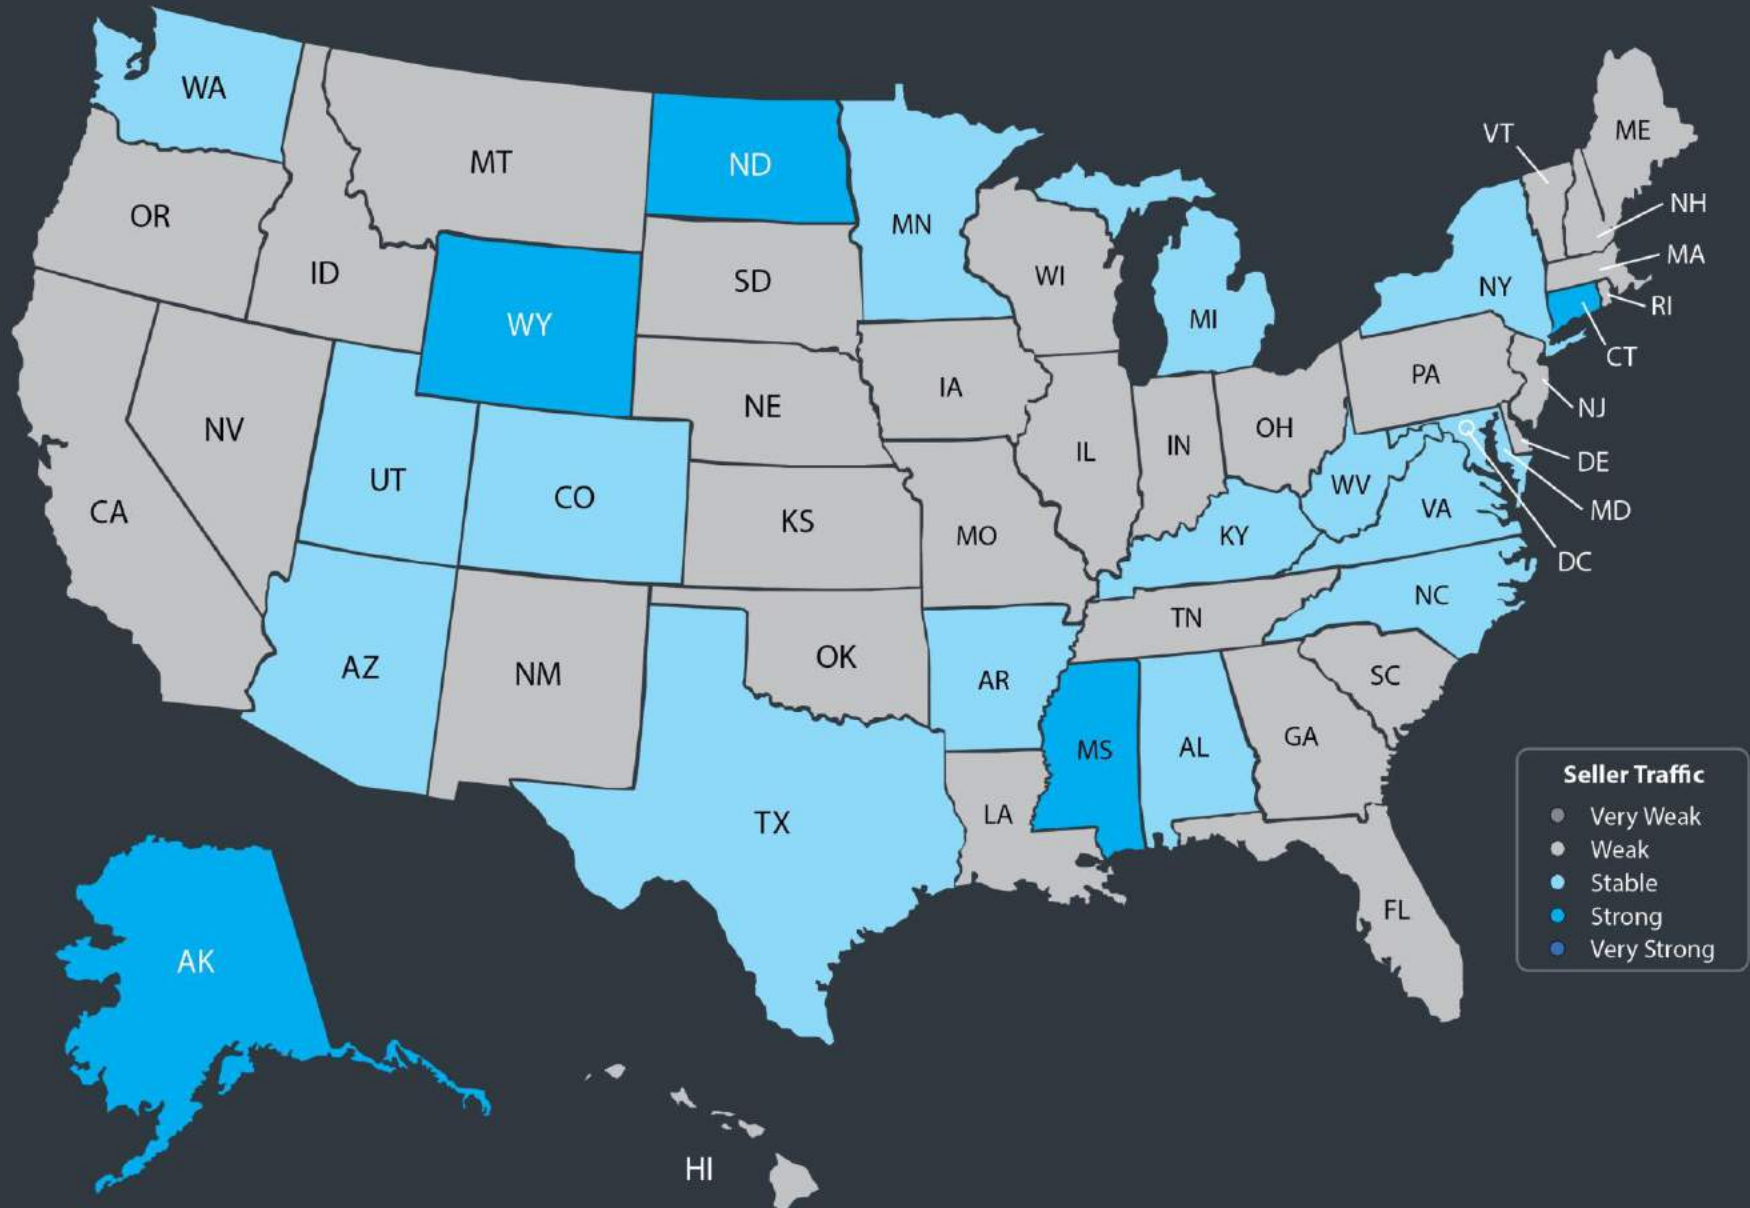 WA
MT
ND
MN
VT
ME
OR
ID
SD
WI
MI
NY
NH
MA
RI
CT
WY
NE
IA
PA
NJ
NV
UT
CO
IL
IN
OH
DE
CA
KS
MO
KY
WV
VA
MD
DC
AZ
NM
OK
AR
TN
NC
SC
MS
AL
GA
TX
LA
FL
AK
HI
Seller Traffic
Very Weak
Weak
Stable
Strong
Very Strong